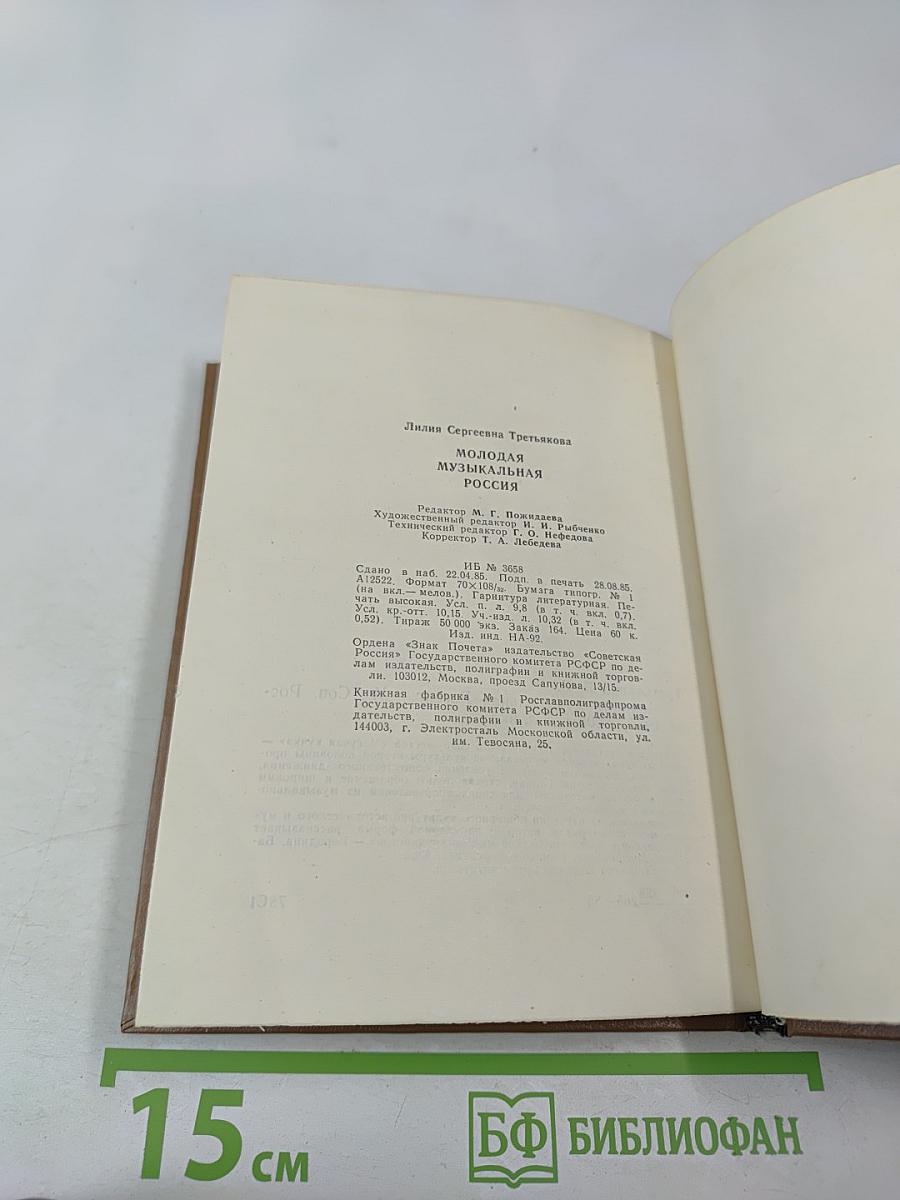 Лилия Сергеевна Третьякова
МОЛОДАЯ
МУЗЫКАЛЬНАЯ
РОССИЯ
Редактор М. Г. Пожидаева
Художественный редактор И. И. Рыбченко
Технический редактор Г. О. Нефедова
Корректор Т. А. Лебедева
ИБ № 3658
Сдано в наб. 22.04.85. Подп. в печать 28.08.85.
А12522. Формат 70×108/32. Бумага типогр. № 1
(на вкл.— мелов.). Гарнитура литературная. Пе-
чать высокая. Усл. п. л. 9,8 (в т. ч. вкл. 0,7).
Усл. кр.-отт. 10,15. Уч.-изд. л. 10,32 (в т. ч. вкл.
0,52). Тираж 50 000 экз. Заказ 164. Цена 60 к.
Изд. инд. НА-92.
Ордена «Знак Почета» издательство «Советская
Россия» Государственного комитета РСФСР по де-
лам издательств, полиграфии и книжной торгов-
ли. 103012, Москва, проезд Сапунова, 13/15.
Книжная фабрика № 1 Росглавполиграфпрома
Государственного комитета РСФСР по делам из-
дательств, полиграфии и книжной торговли,
144003, г. Электросталь Московской области, ул.
им. Тевосяна, 25.
15 см
БФ БИБЛИОФАН